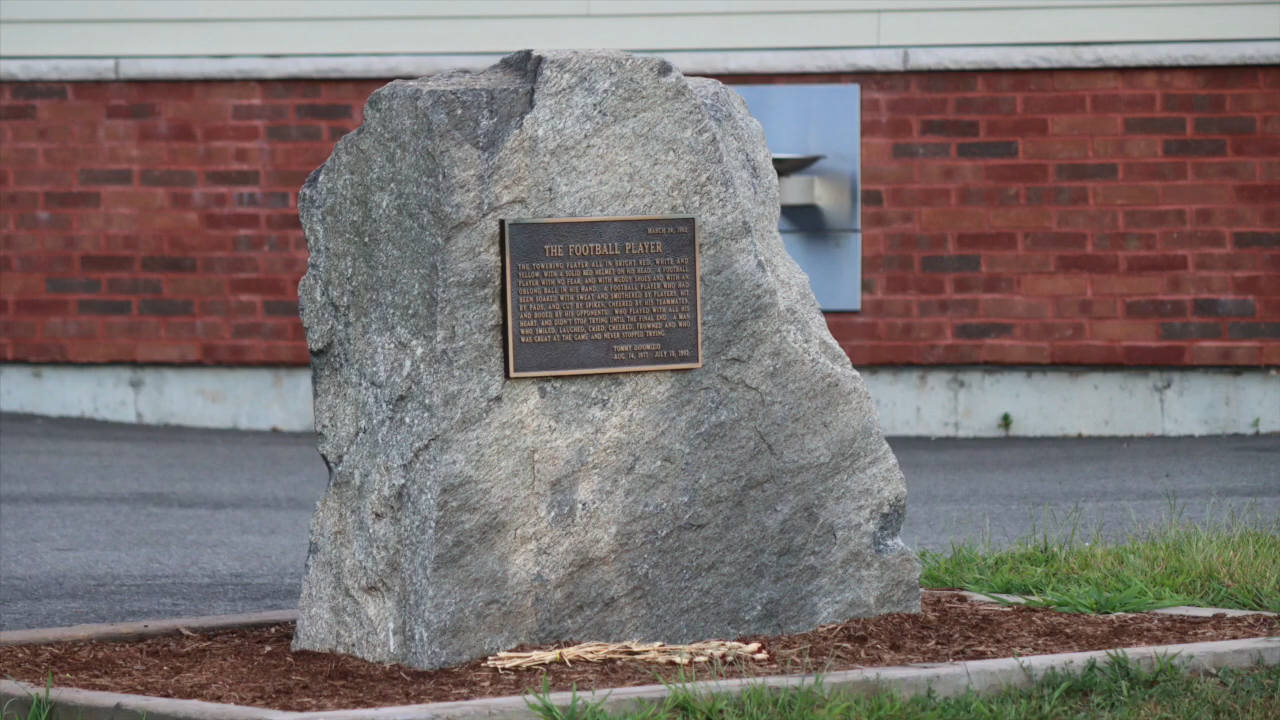 MARCH 26, 1992
THE FOOTBALL PLAYER
THE TOWERING PLAYER ALL IN BRIGHT RED, WHITE AND
YELLOW, WITH A SOLID RED HELMET ON HIS HEAD. A FOOTBALL
PLAYER WITH NO FEAR, AND WITH MUDDY SHOES AND WITH AN
OBLONG BALL IN HIS HAND. A FOOTBALL PLAYER WHO HAD
BEEN SOAKED WITH SWEAT AND SMOTHERED BY PLAYERS, HIT
BY PADS, AND CUT BY SPIKES, CHEERED BY HIS TEAMMATES,
AND BOOED BY HIS OPPONENTS. WHO PLAYED WITH ALL HIS
HEART, AND DIDN'T STOP TRYING UNTIL THE FINAL END. A MAN
WHO SMILED, LAUGHED, CRIED, CHEERED, FROWNED AND WHO
WAS GREAT AT THE GAME AND NEVER STOPPED TRYING.
TOMMY DIDOMIZIO
AUG. 14, 1977 - JULY 15, 1992